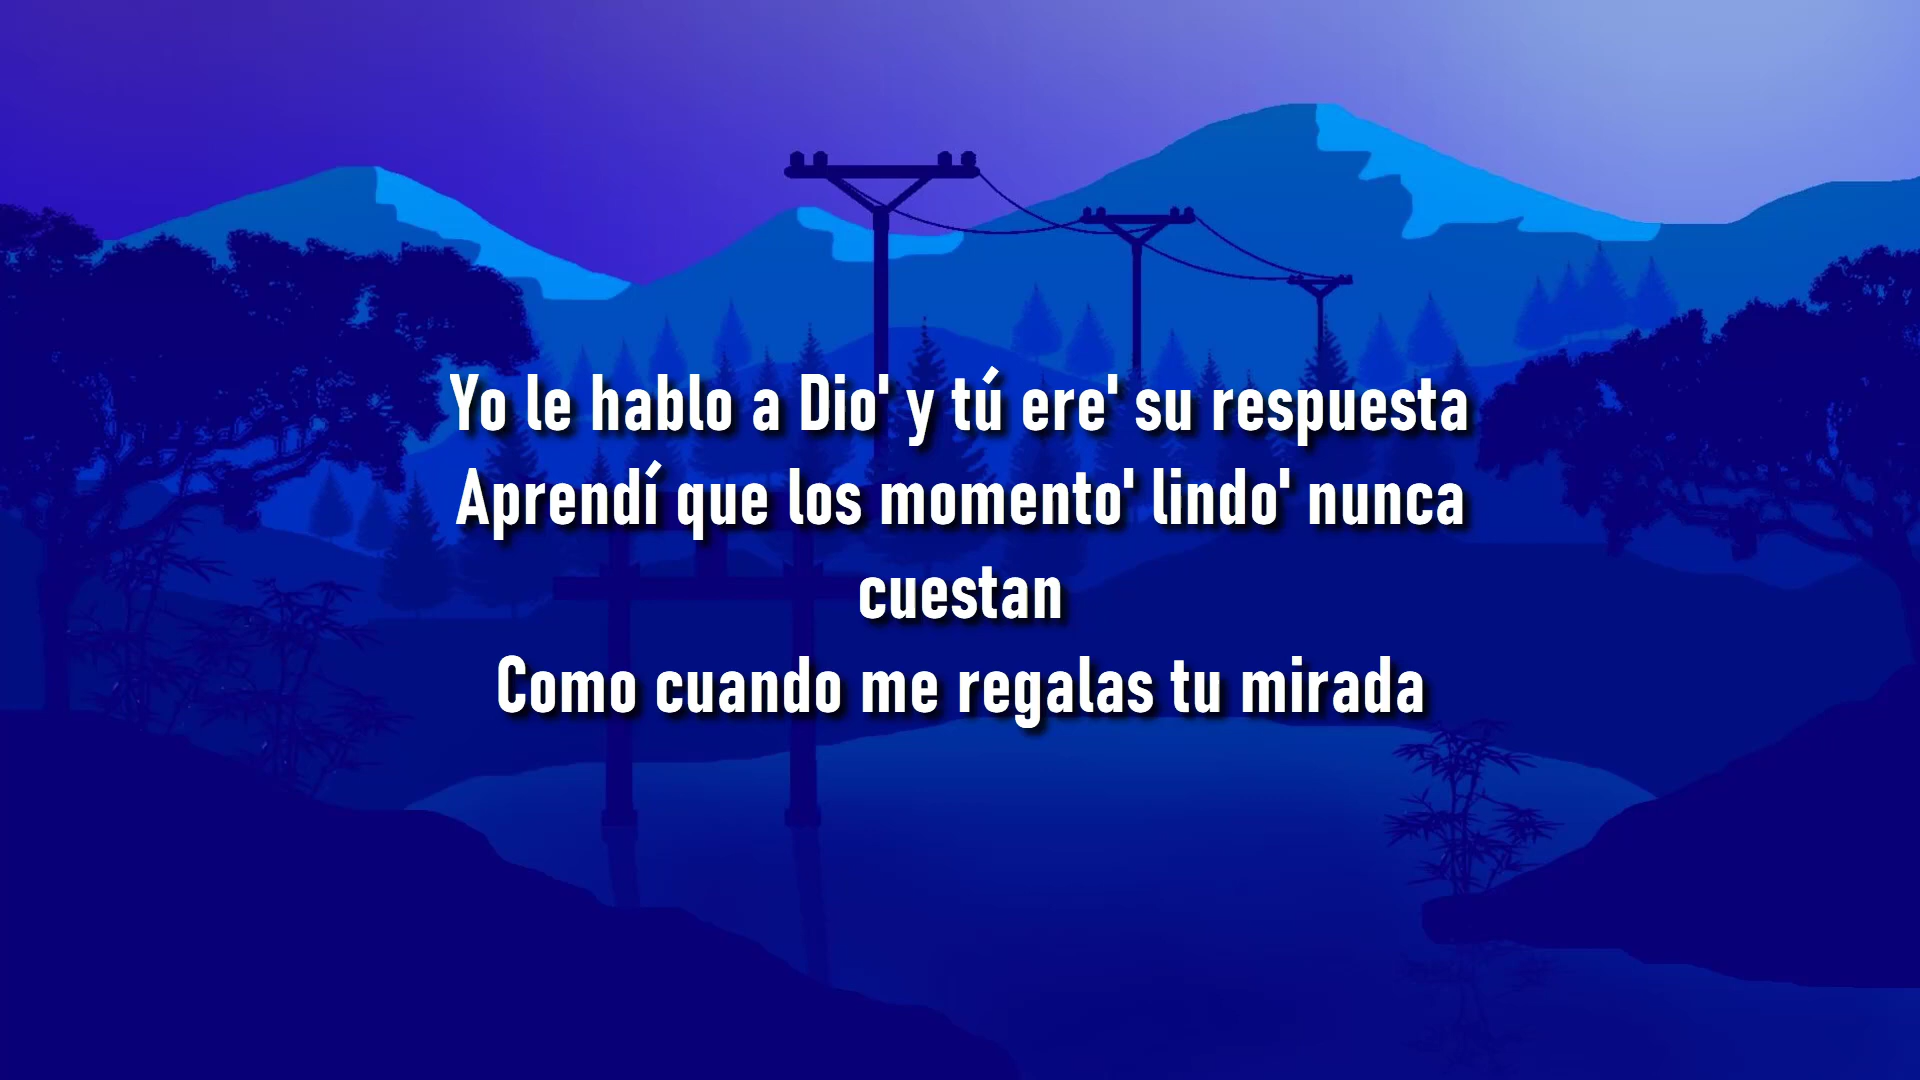 Yo le hablo a Dio' y tú ere' su respuesta
Aprendí que los momento' lindo' nunca
cuestan
Como cuando me regalas tu mirada